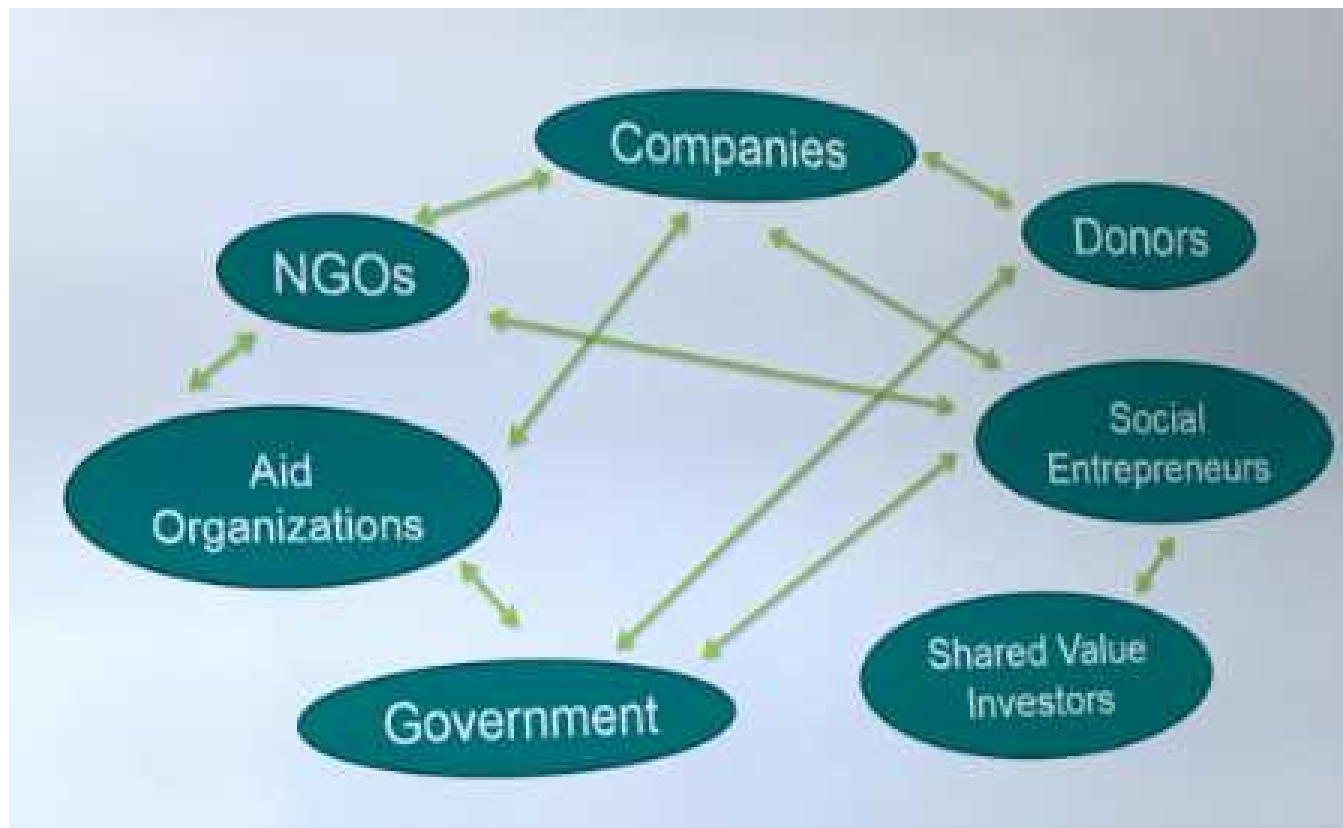 Companies
Donors
NGOs
Social
Entrepreneurs
Aid
Organizations
Shared Value
Investors
Government